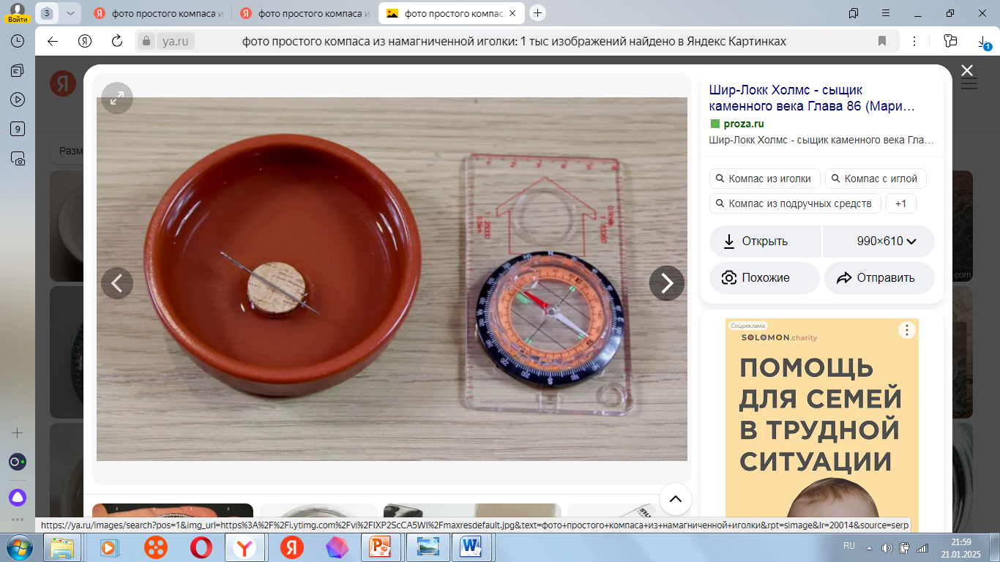 Войти
3
фото простого компаса и
фото простого компаса и
фото простого компас
ya.ru
фото простого компаса из намагниченной иголки: 1 тыс изображений найдено в Яндекс Картинках
1
9
Я
Разм
Шир-Локк Холмс - сыщик
каменного века Глава 86 (Мари...
proza.ru
Шир-Локк Холмс - сыщик каменного века Гла...
Компас из иголки
Компас с иглой
Компас из подручных средств
+1
Открыть
990×610
Похожие
Отправить
.com
Соцреклама
SOLOMON.charity
ПОМОЩЬ
ДЛЯ СЕМЕЙ
В ТРУДНОЙ
СИТУАЦИИ
https://ya.ru/images/search?pos=1&img_url=https%3A%2F%2Fi.ytimg.com%2Fvi%2FIXP2ScCA5WI%2Fmaxresdefault.jpg&text=фото+простого+компаса+из+намагниченной+иголки&rpt=simage&lr=20014&source=serp
RU
21:59
21.01.2025